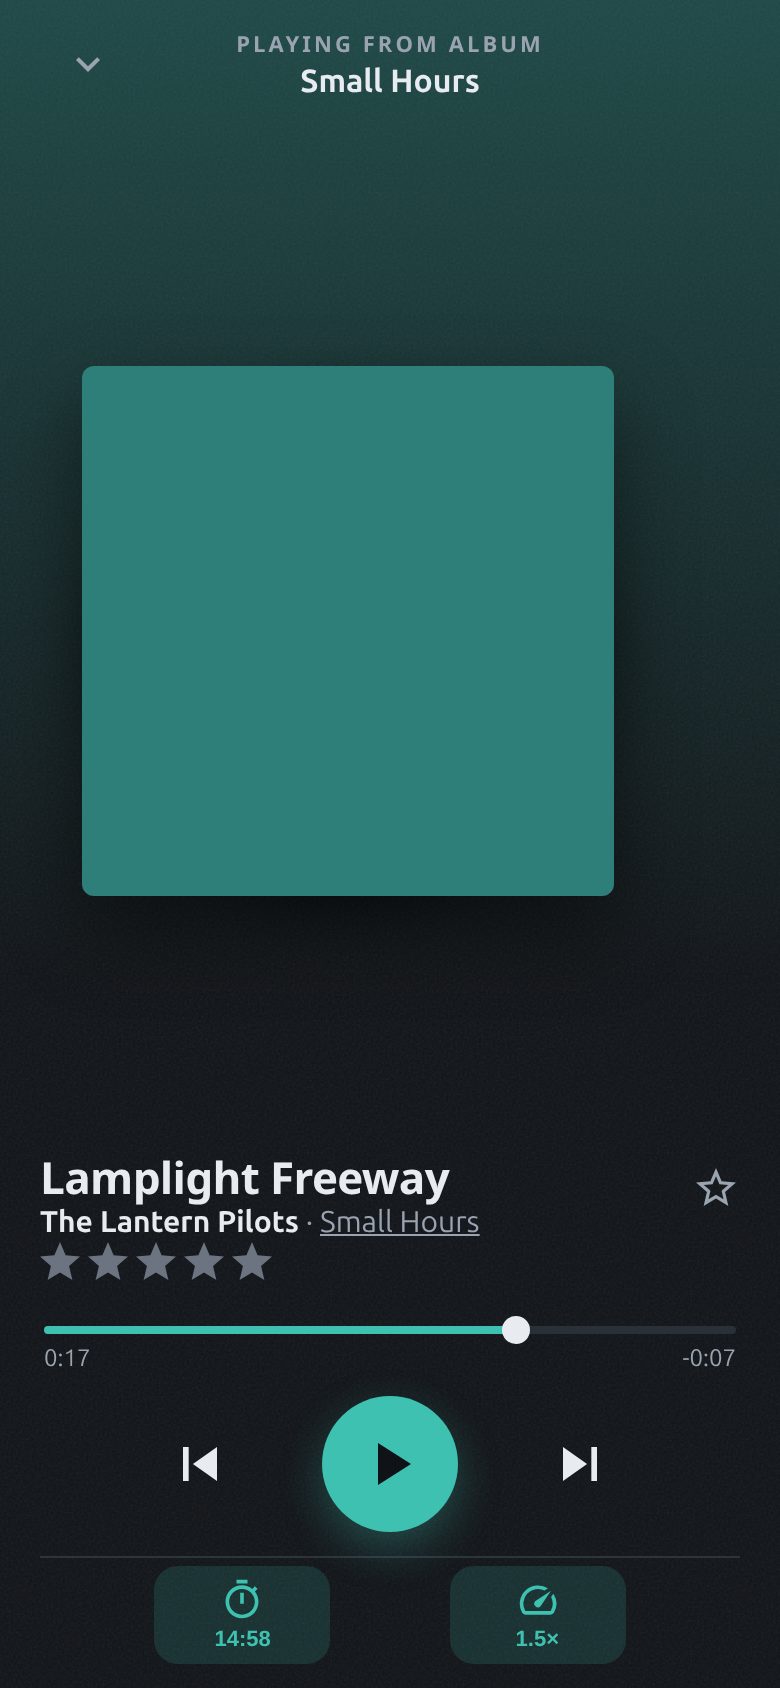 PLAYING FROM ALBUM
Small Hours
Lamplight Freeway
The Lantern Pilots · Small Hours
0:17
-0:07
14:58
1.5×